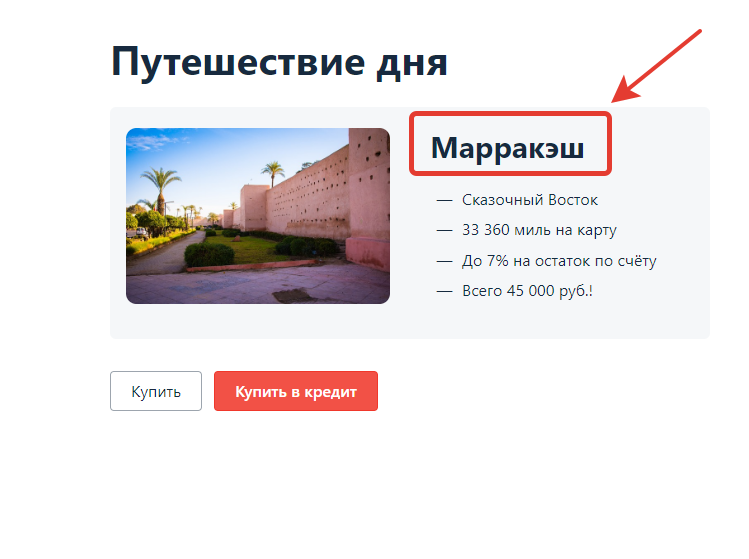 Путешествие дня
Марракэш
— Сказочный Восток
— 33 360 миль на карту
— До 7% на остаток по счёту
— Всего 45 000 руб.!
Купить
Купить в кредит